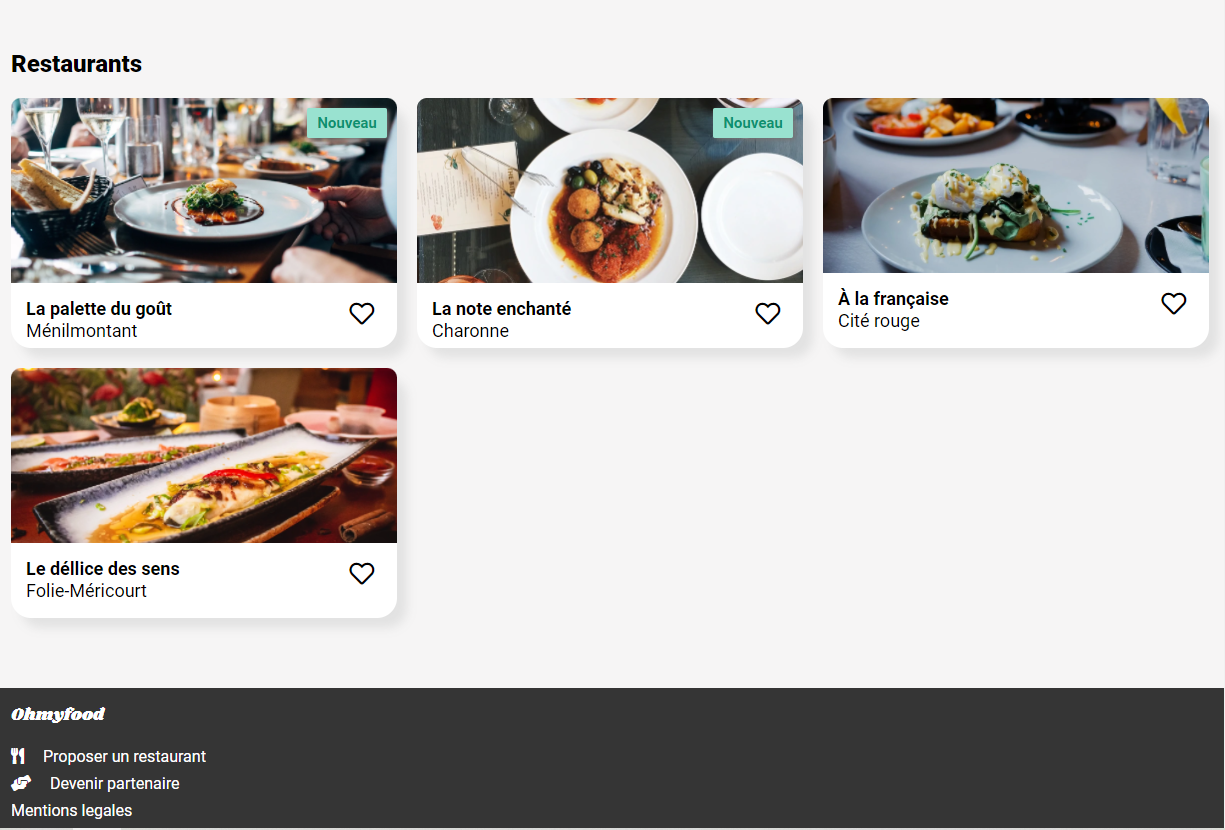 Restaurants
Nouveau
La palette du goût
Ménilmontant
Nouveau
La note enchanté
Charonne
À la française
Cité rouge
Le déllice des sens
Folie-Méricourt
Ohmyfood
Proposer un restaurant
Devenir partenaire
Mentions legales